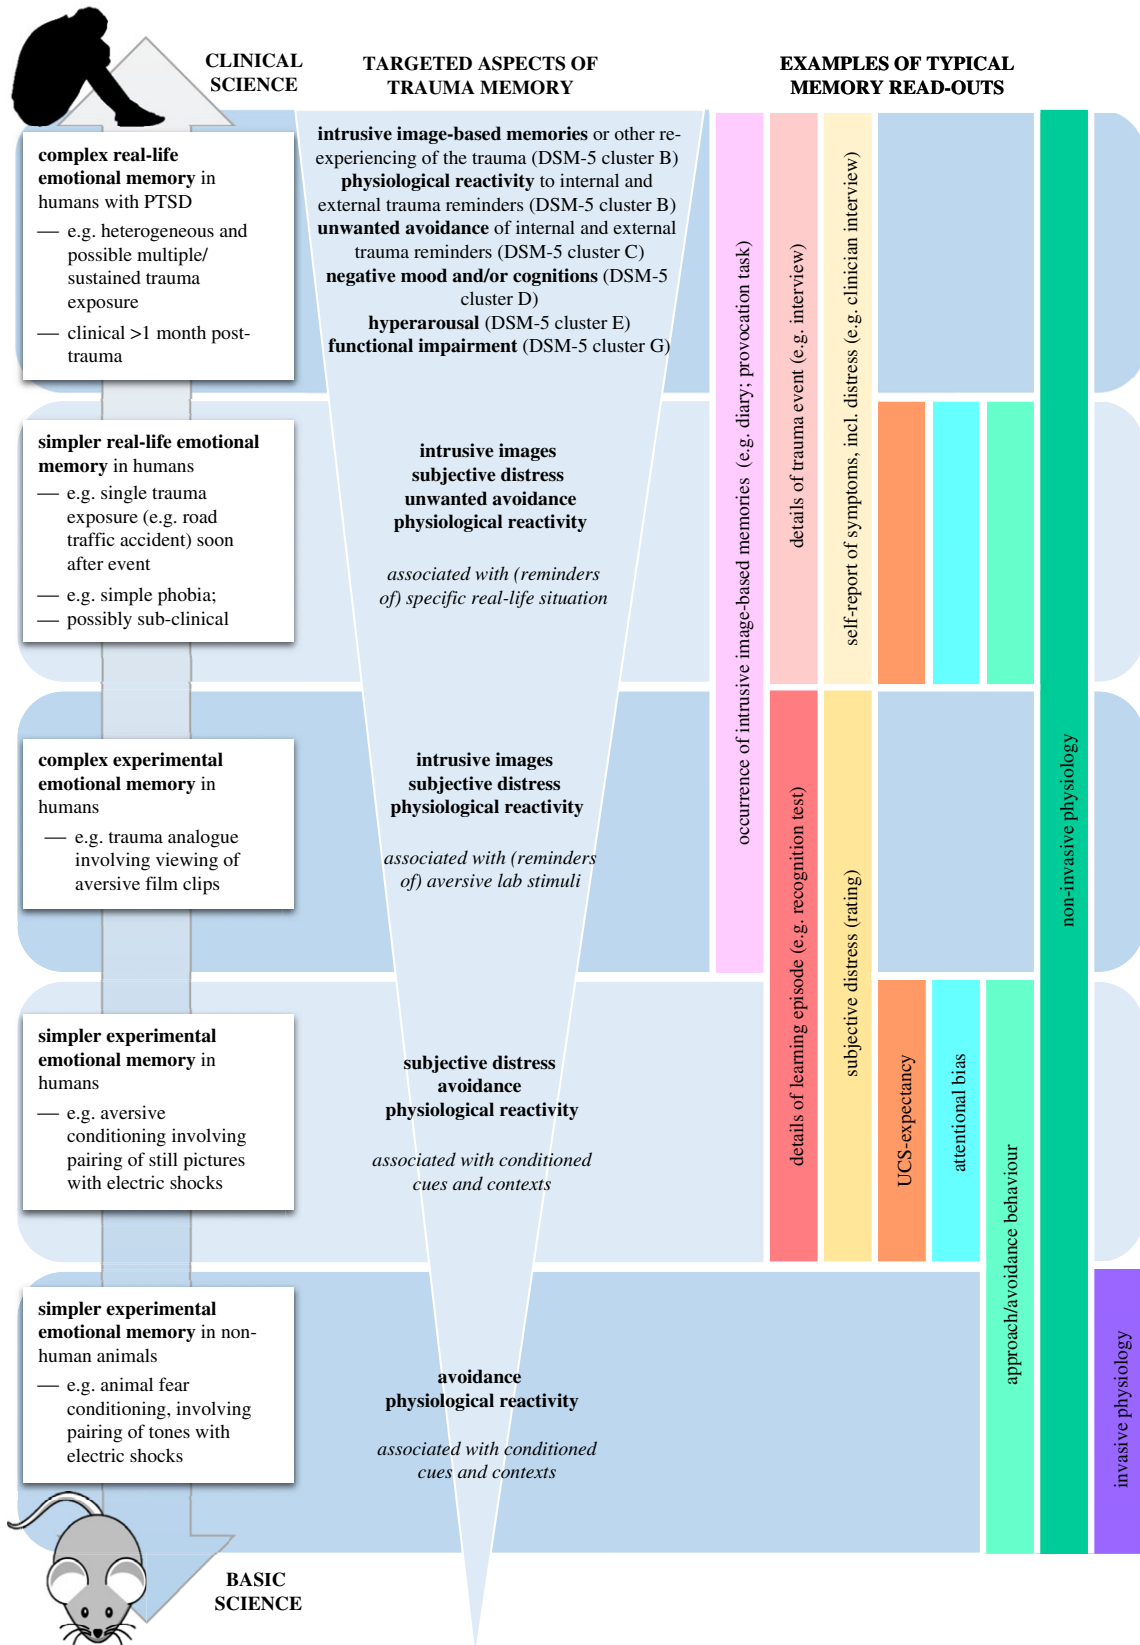 CLINICAL
SCIENCE
TARGETED ASPECTS OF
TRAUMA MEMORY
EXAMPLES OF TYPICAL
MEMORY READ-OUTS
complex real-life
emotional memory in
humans with PTSD
— e.g. heterogeneous and
possible multiple/
sustained trauma
exposure
— clinical >1 month post-
trauma
intrusive image-based memories or other re-
experiencing of the trauma (DSM-5 cluster B)
physiological reactivity to internal and
external trauma reminders (DSM-5 cluster B)
unwanted avoidance of internal and external
trauma reminders (DSM-5 cluster C)
negative mood and/or cognitions (DSM-5
cluster D)
hyperarousal (DSM-5 cluster E)
functional impairment (DSM-5 cluster G)
simpler real-life emotional
memory in humans
— e.g. single trauma
exposure (e.g. road
traffic accident) soon
after event
— e.g. simple phobia;
— possibly sub-clinical
intrusive images
subjective distress
unwanted avoidance
physiological reactivity
associated with (reminders
of) specific real-life situation
complex experimental
emotional memory in
humans
— e.g. trauma analogue
involving viewing of
aversive film clips
intrusive images
subjective distress
physiological reactivity
associated with (reminders
of) aversive lab stimuli
simpler experimental
emotional memory in
humans
— e.g. aversive
conditioning involving
pairing of still pictures
with electric shocks
subjective distress
avoidance
physiological reactivity
associated with conditioned
cues and contexts
simpler experimental
emotional memory in non-
human animals
— e.g. animal fear
conditioning, involving
pairing of tones with
electric shocks
avoidance
physiological reactivity
associated with conditioned
cues and contexts
occurrence of intrusive image-based memories (e.g. diary; provocation task)
details of trauma event (e.g. interview)
self-report of symptoms, incl. distress (e.g. clinician interview)
details of learning episode (e.g. recognition test)
subjective distress (rating)
UCS-expectancy
attentional bias
approach/avoidance behaviour
non-invasive physiology
invasive physiology
BASIC
SCIENCE